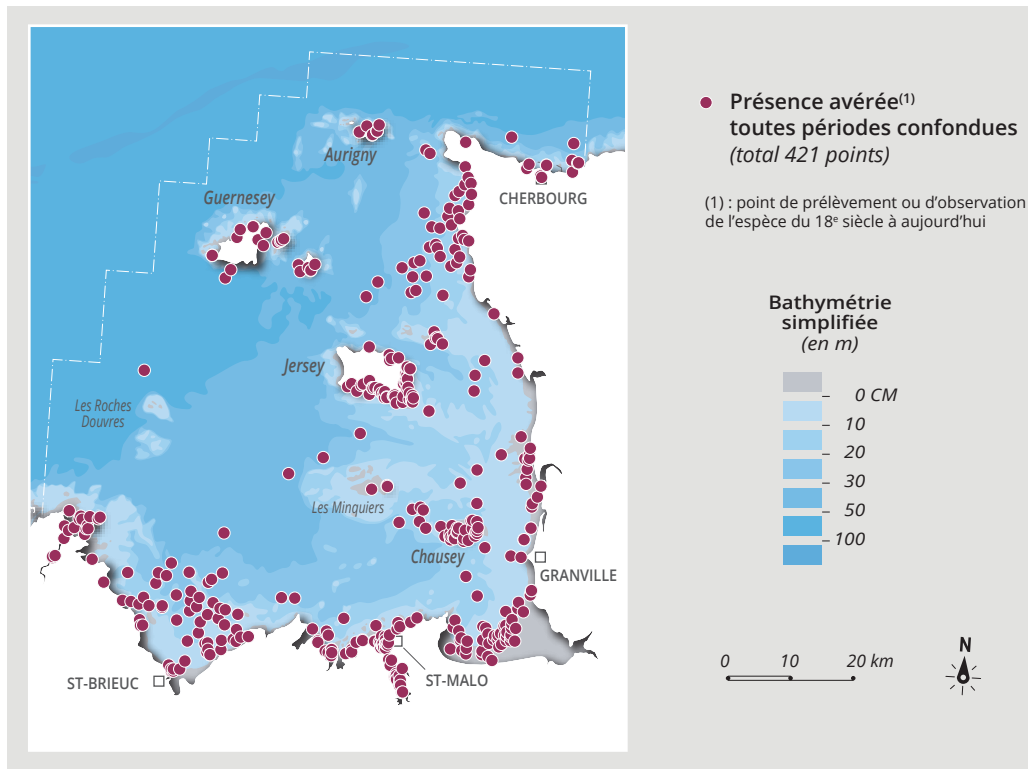 Aurigny
CHERBOURG
Guernesey
Jersey
Les Roches
Douvres
Les Minquiers
Chausey
GRANVILLE
ST-BRIEUC
ST-MALO
Présence avérée(1)
toutes périodes confondues
(total 421 points)
(1) : point de prélèvement ou d'observation
de l'espèce du 18e siècle à aujourd'hui
Bathymétrie
simplifiée
(en m)
0 CM
10
20
30
50
100
0 10 20 km
N